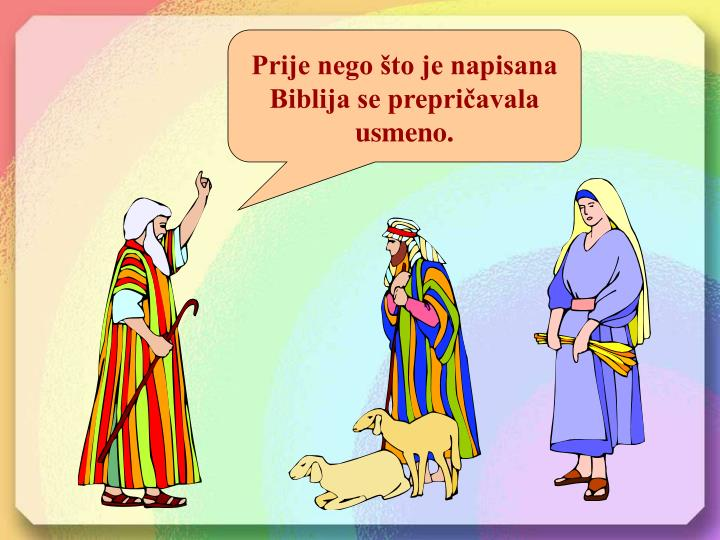 Prije nego što je napisana
Biblija se prepričavala
usmeno.